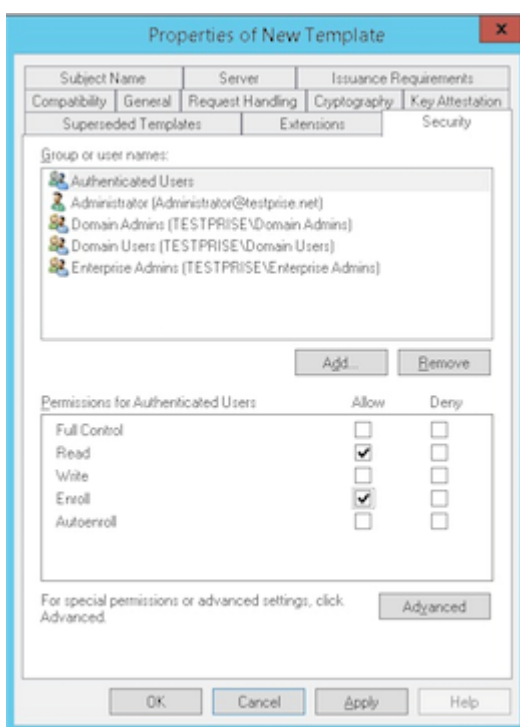 Properties of New Template
x
Subject Name Server Issuance Requirements
Compatibility General Request Handling Cryptography Key Attestation
Superseded Templates Extensions Security
Group or user names:
Authenticated Users
Administrator (Administrator@testprise.net)
Domain Admins (TESTPRISE\Domain Admins)
Domain Users (TESTPRISE\Domain Users)
Enterprise Admins (TESTPRISE\Enterprise Admins)
Add... Remove
Permissions for Authenticated Users Allow Deny
Full Control
Read
Write
Enroll
Autoenroll
For special permissions or advanced settings, click
Advanced.
Advanced
OK Cancel Apply Help